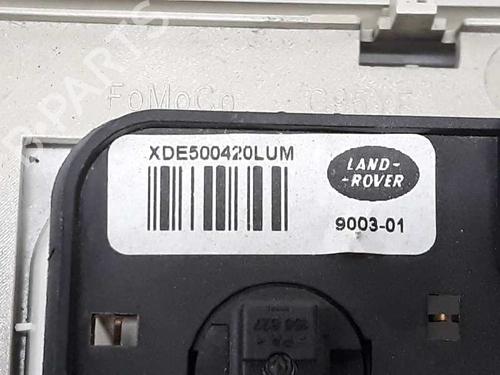 FoMoCo
XDE500420LUM
LAND-
-ROVER
9003-01